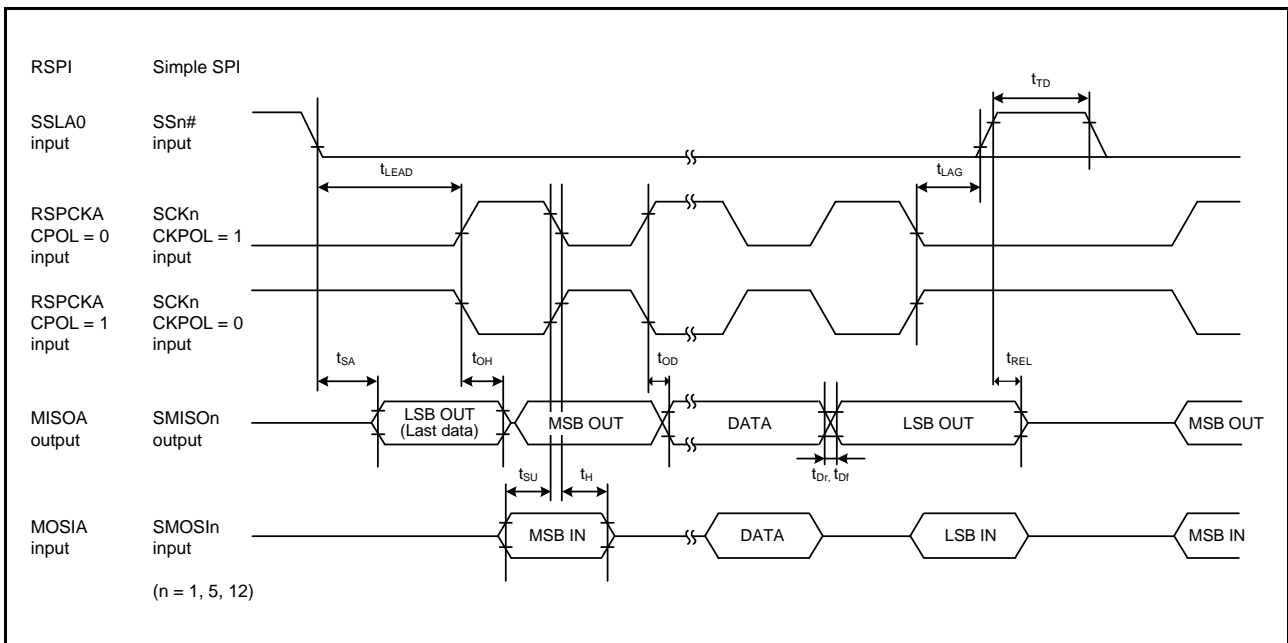 RSPI Simple SPI
tTD
SSLA0 SSn#
input input
tLEAD tLAG
RSPCKA SCKn
CPOL = 0 CKPOL = 1
input input
RSPCKA SCKn
CPOL = 1 CKPOL = 0
input input
tSA tOH tOD tREL
MISOA SMISOn
output output
LSB OUT
(Last data)
MSB OUT DATA LSB OUT MSB OUT
tSU tH tDr, tDf
MOSIA SMOSIn
input input
MSB IN DATA LSB IN MSB IN
(n = 1, 5, 12)